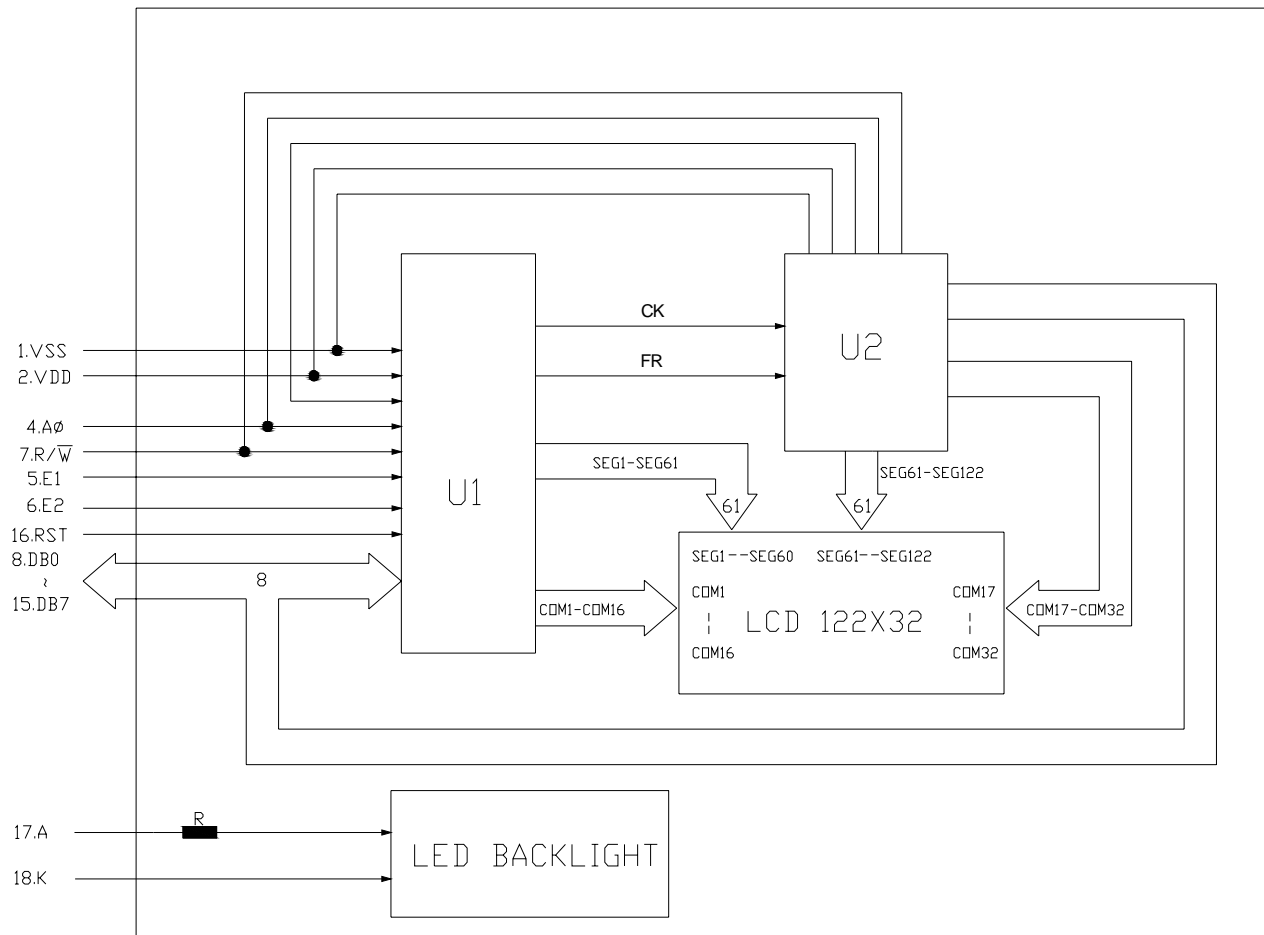 CK
FR
U2
1.VSS
2.VDD
4.AØ
7.R/W̅
5.E1
6.E2
16.RST
8.DB0
~
15.DB7
8
U1
SEG1-SEG61
SEG61-SEG122
61
61
SEG1--SEG60 SEG61--SEG122
COM1
COM17
COM1-COM16
LCD 122X32
COM17-COM32
COM16
COM32
17.A
R
LED BACKLIGHT
18.K